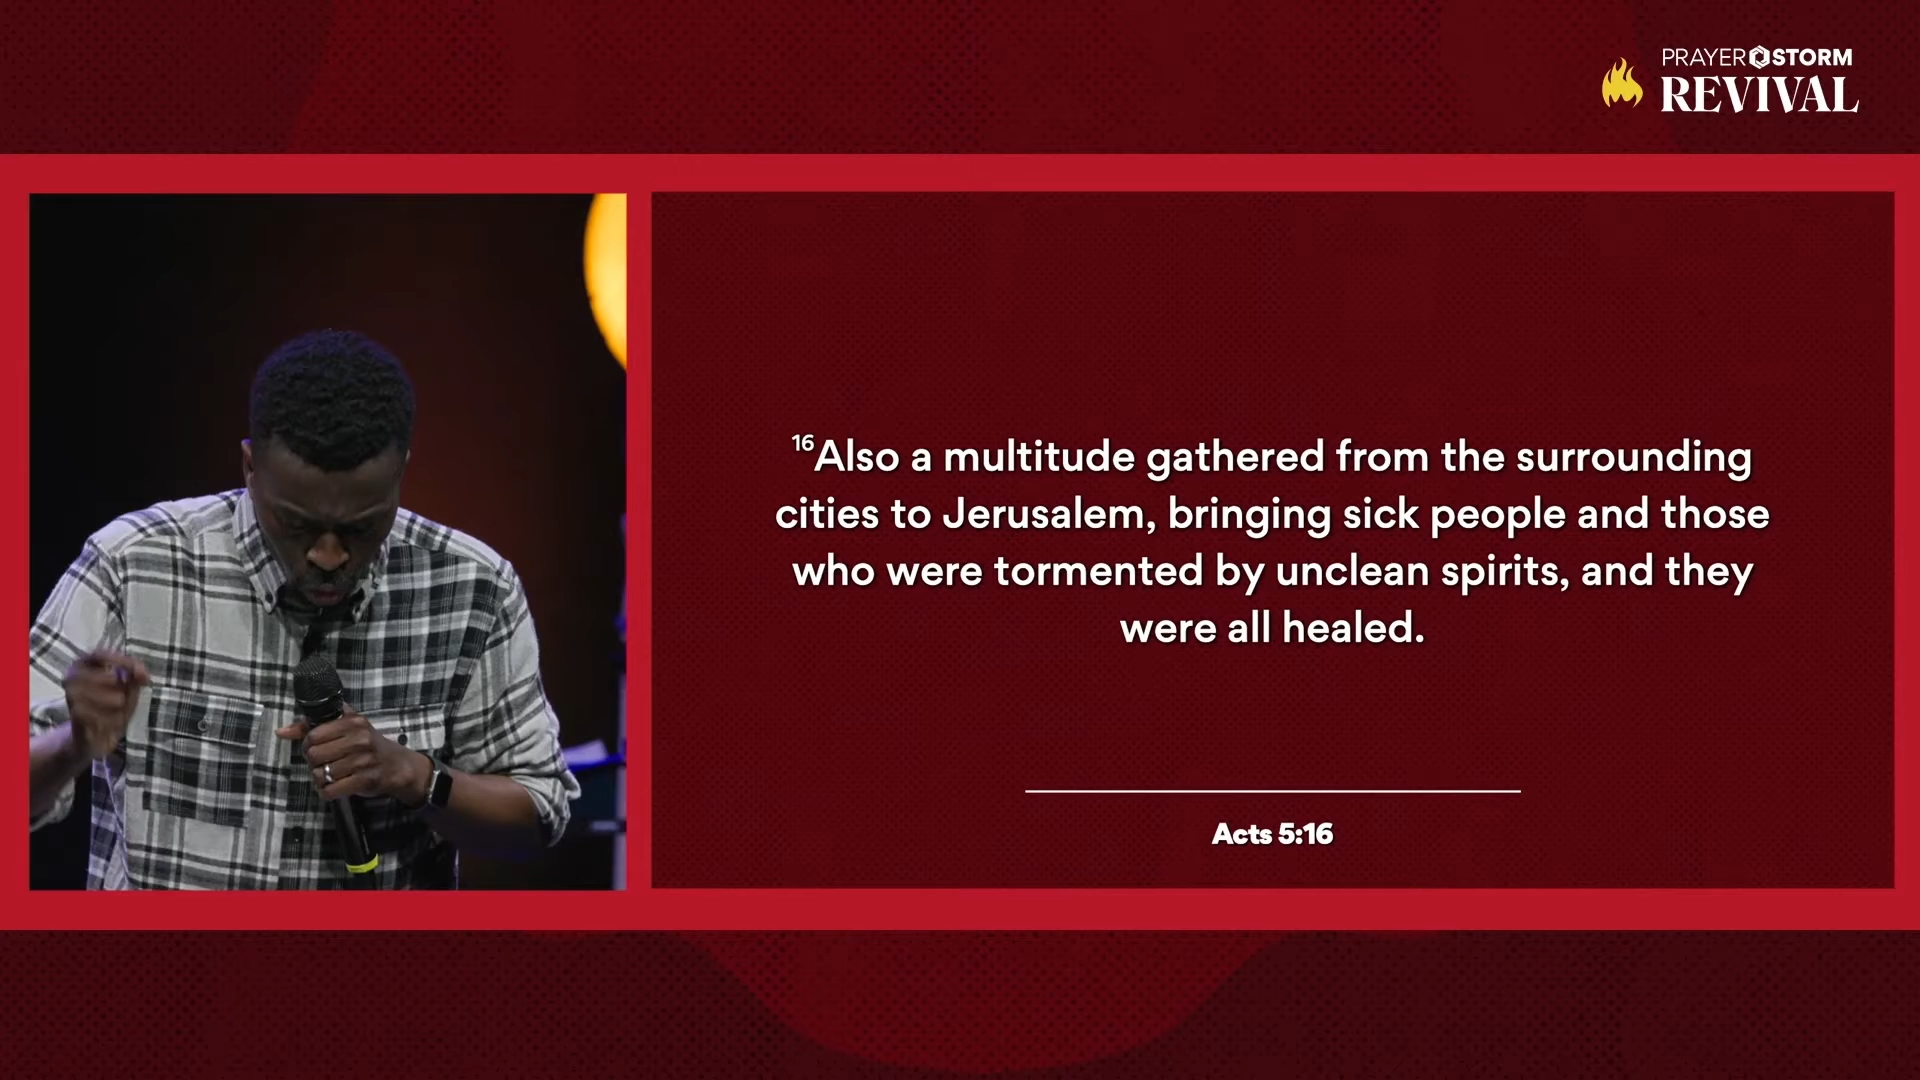 PRAYER STORM
REVIVAL
16Also a multitude gathered from the surrounding
cities to Jerusalem, bringing sick people and those
who were tormented by unclean spirits, and they
were all healed.
Acts 5:16